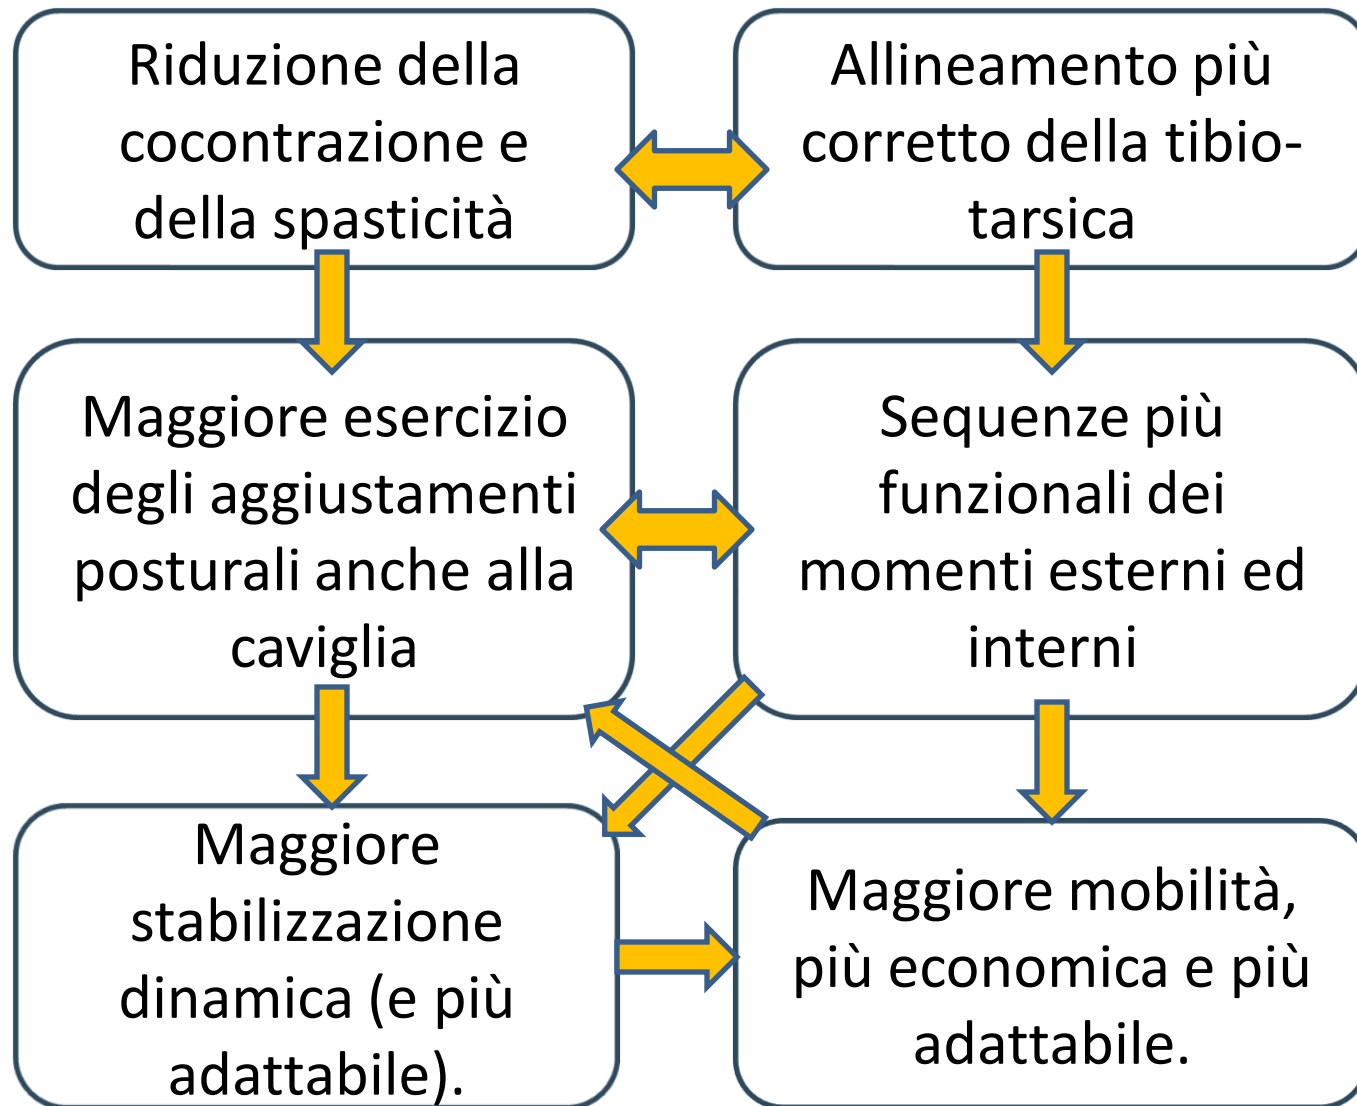 Riduzione della
cocontrazione e
della spasticità
Allineamento più
corretto della tibio-
tarsica
Maggiore esercizio
degli aggiustamenti
posturali anche alla
caviglia
Sequenze più
funzionali dei
momenti esterni ed
interni
Maggiore
stabilizzazione
dinamica (e più
adattabile).
Maggiore mobilità,
più economica e più
adattabile.